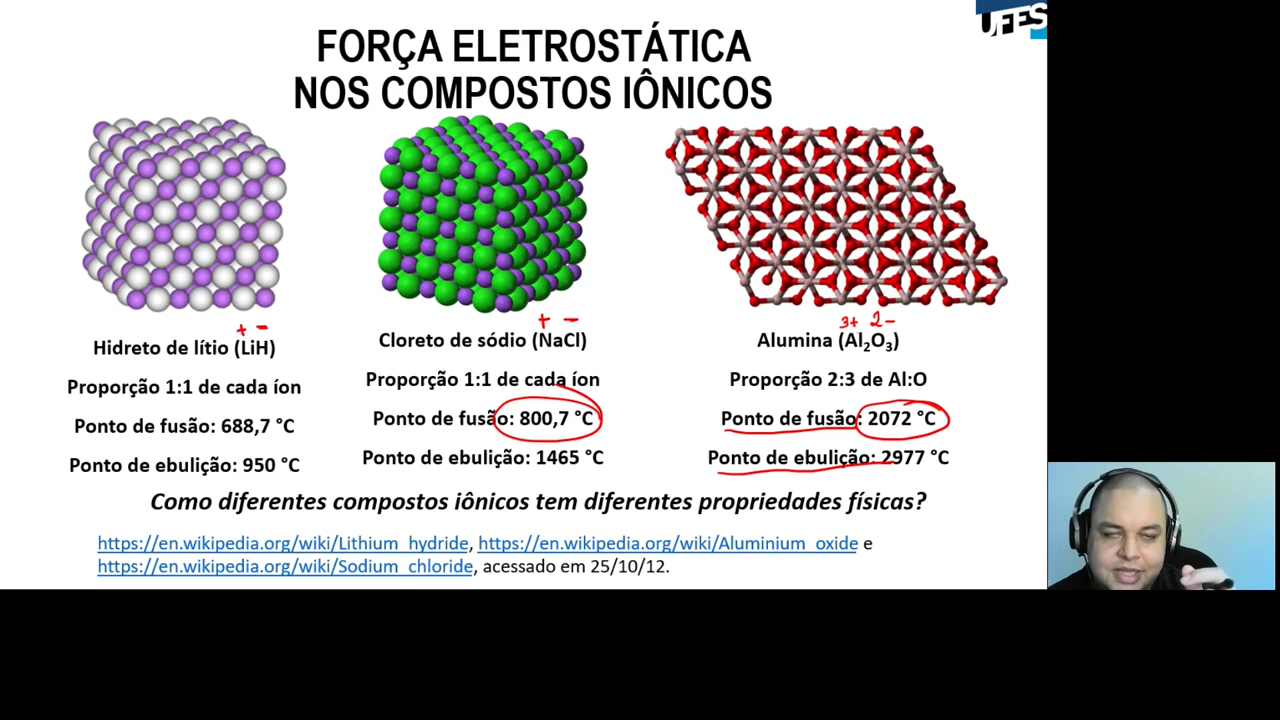 UFES
FORÇA ELETROSTÁTICA
NOS COMPOSTOS IÔNICOS
+ −
Hidreto de lítio (LiH)
Proporção 1:1 de cada íon
Ponto de fusão: 688,7 °C
Ponto de ebulição: 950 °C
+ −
Cloreto de sódio (NaCl)
Proporção 1:1 de cada íon
Ponto de fusão: 800,7 °C
Ponto de ebulição: 1465 °C
3+ 2−
Alumina (Al₂O₃)
Proporção 2:3 de Al:O
Ponto de fusão: 2072 °C
Ponto de ebulição: 2977 °C
Como diferentes compostos iônicos tem diferentes propriedades físicas?
https://en.wikipedia.org/wiki/Lithium_hydride, https://en.wikipedia.org/wiki/Aluminium_oxide e
https://en.wikipedia.org/wiki/Sodium_chloride, acessado em 25/10/12.